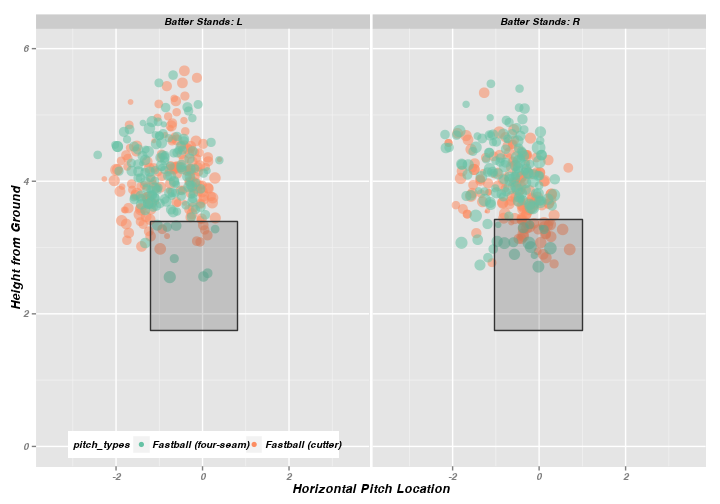 Batter Stands: L
Batter Stands: R
Height from Ground
6
4
2
0
pitch_types
Fastball (four-seam)
Fastball (cutter)
-2
0
2
-2
0
2
Horizontal Pitch Location